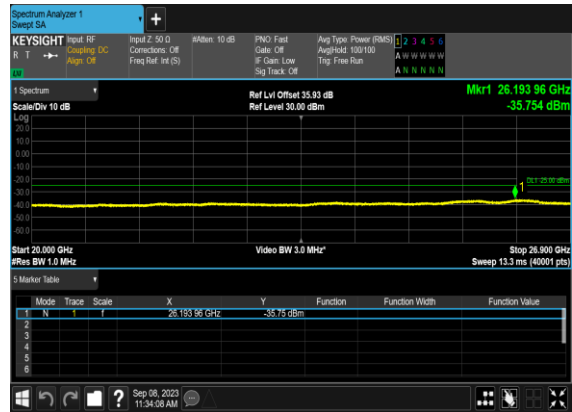 Spectrum Analyzer 1
Swept SA
KEYSIGHT Input: RF Input Z: 50 Ω #Atten: 10 dB PNO: Fast Avg Type: Power (RMS) 1 2 3 4 5 6
R T Coupling: DC Corrections: Off Gate: Off Avg|Hold: 100/100 A W W W W W
Align: Off Freq Ref: Int (S) IF Gain: Low Trig: Free Run
LW Sig Track: Off A N N N N N
1 Spectrum Ref Lvl Offset 35.93 dB Mkr1 26.193 96 GHz
Scale/Div 10 dB Ref Level 30.00 dBm -35.754 dBm
Log
20.0
10.0
0.00
-10.0
-20.0 DL1 -25.00 dBm
-30.0 1
-40.0
-50.0
-60.0
Start 20.000 GHz Video BW 3.0 MHz* Stop 26.900 GHz
#Res BW 1.0 MHz Sweep 13.3 ms (40001 pts)
5 Marker Table
Mode Trace Scale X Y Function Function Width Function Value
1 N 1 f 26.193 96 GHz -35.75 dBm
2
3
4
5
6
? Sep 08, 2023
11:34:08 AM